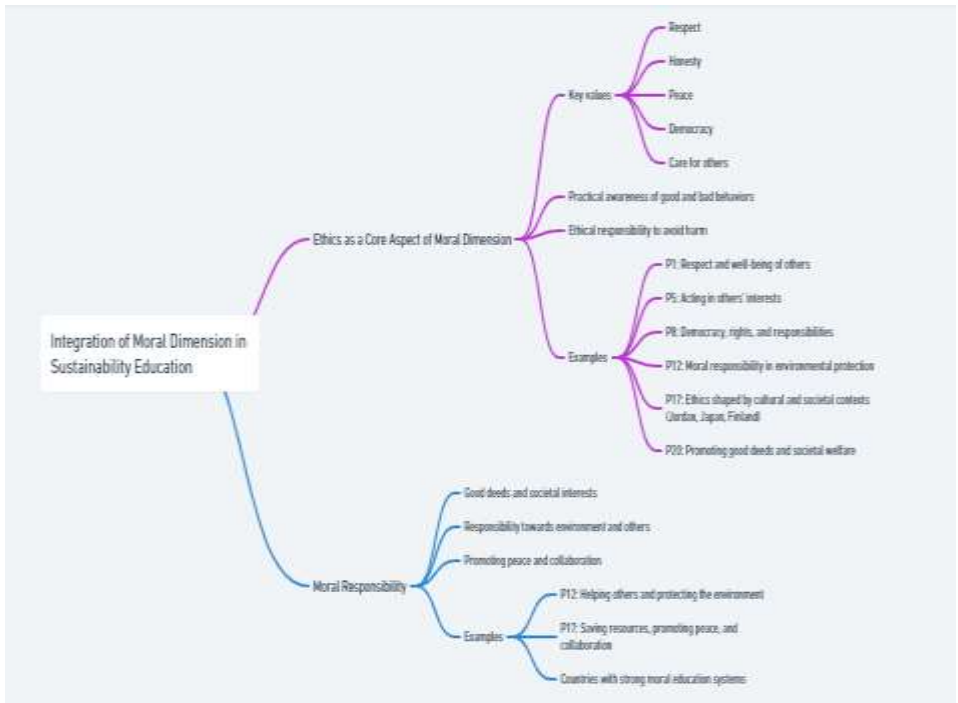 Integration of Moral Dimension in
Sustainability Education
Ethics as a Core Aspect of Moral Dimension
Key values
Respect
Honesty
Peace
Democracy
Care for others
Practical awareness of good and bad behaviors
Ethical responsibility to avoid harm
Examples
P1: Respect and well-being of others
P5: Acting in others' interests
P8: Democracy, rights, and responsibilities
P12: Moral responsibility in environmental protection
P17: Ethics shaped by cultural and societal contexts
(Jordan, Japan, Finland)
P20: Promoting good deeds and societal welfare
Moral Responsibility
Good deeds and societal interests
Responsibility towards environment and others
Promoting peace and collaboration
Examples
P12: Helping others and protecting the environment
P17: Saving resources, promoting peace, and
collaboration
Countries with strong moral education systems